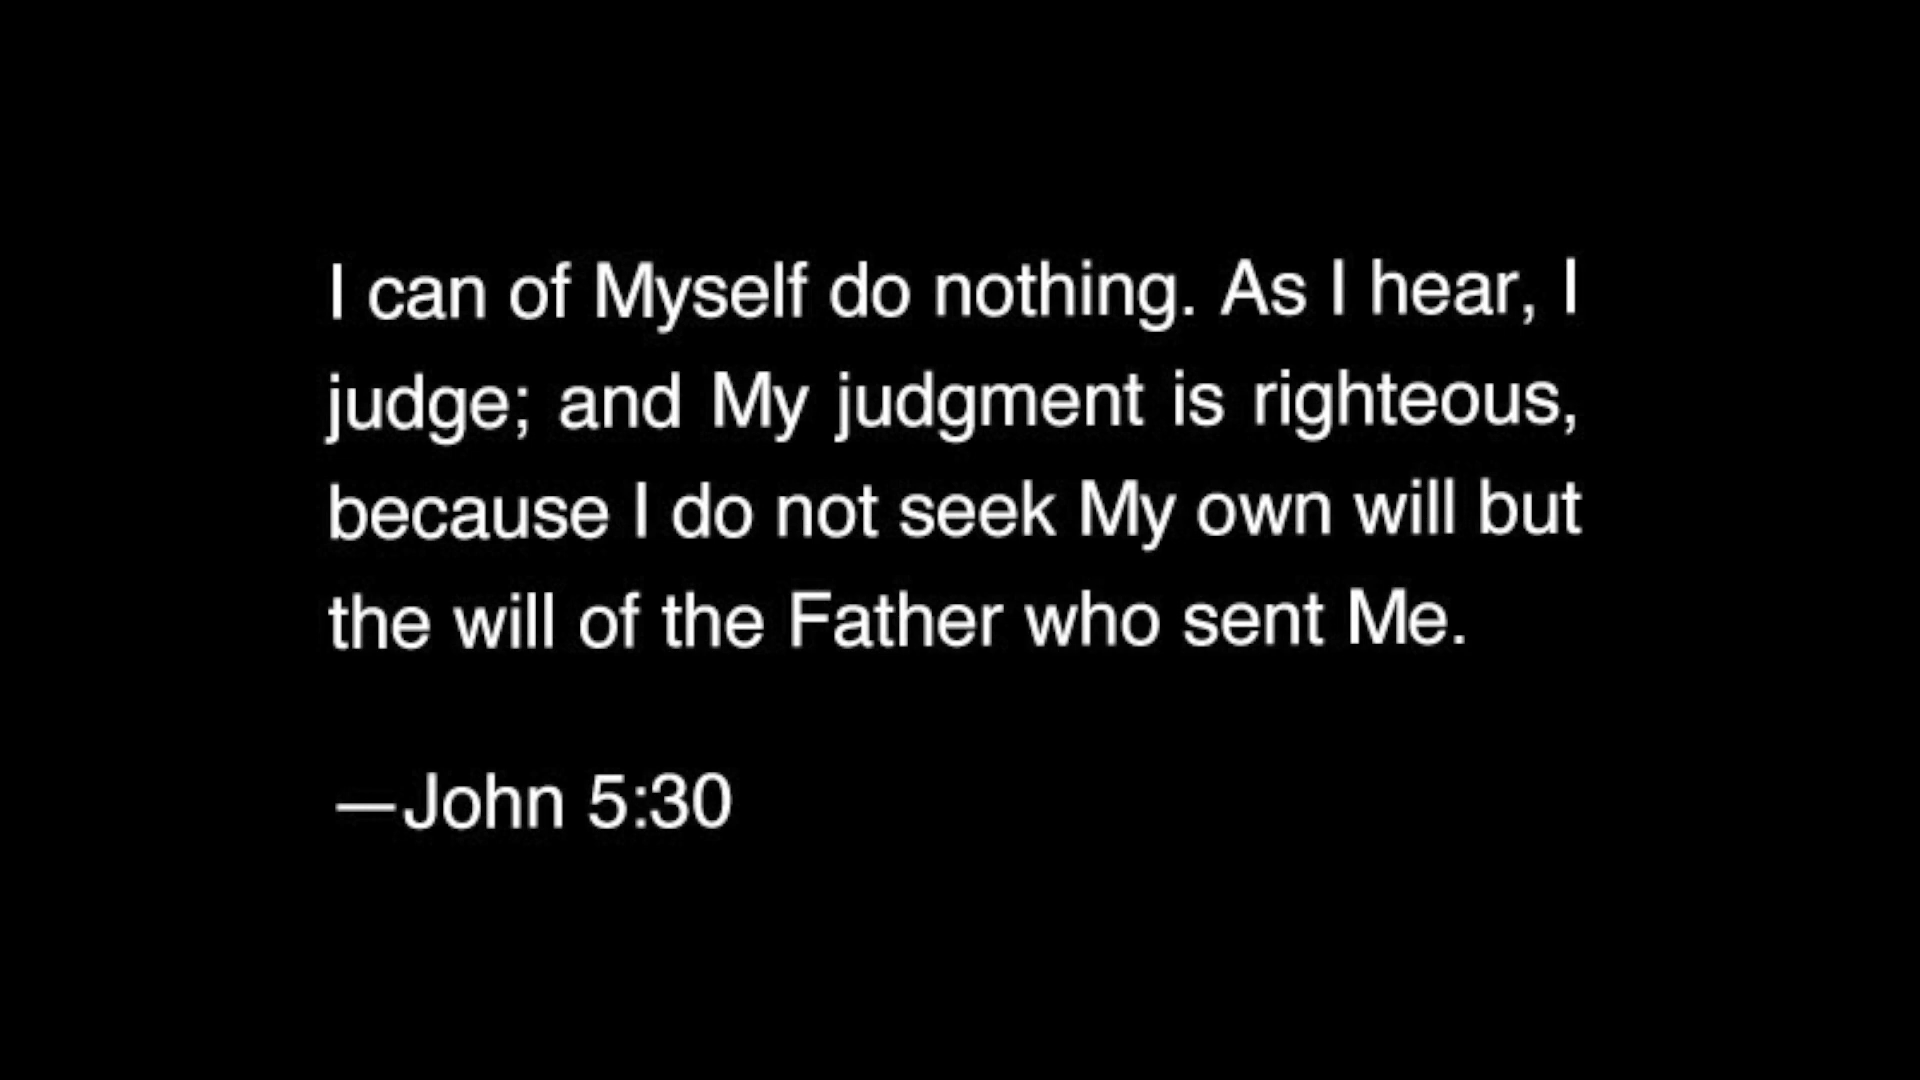 I can of Myself do nothing. As I hear, I
judge; and My judgment is righteous,
because I do not seek My own will but
the will of the Father who sent Me.
—John 5:30